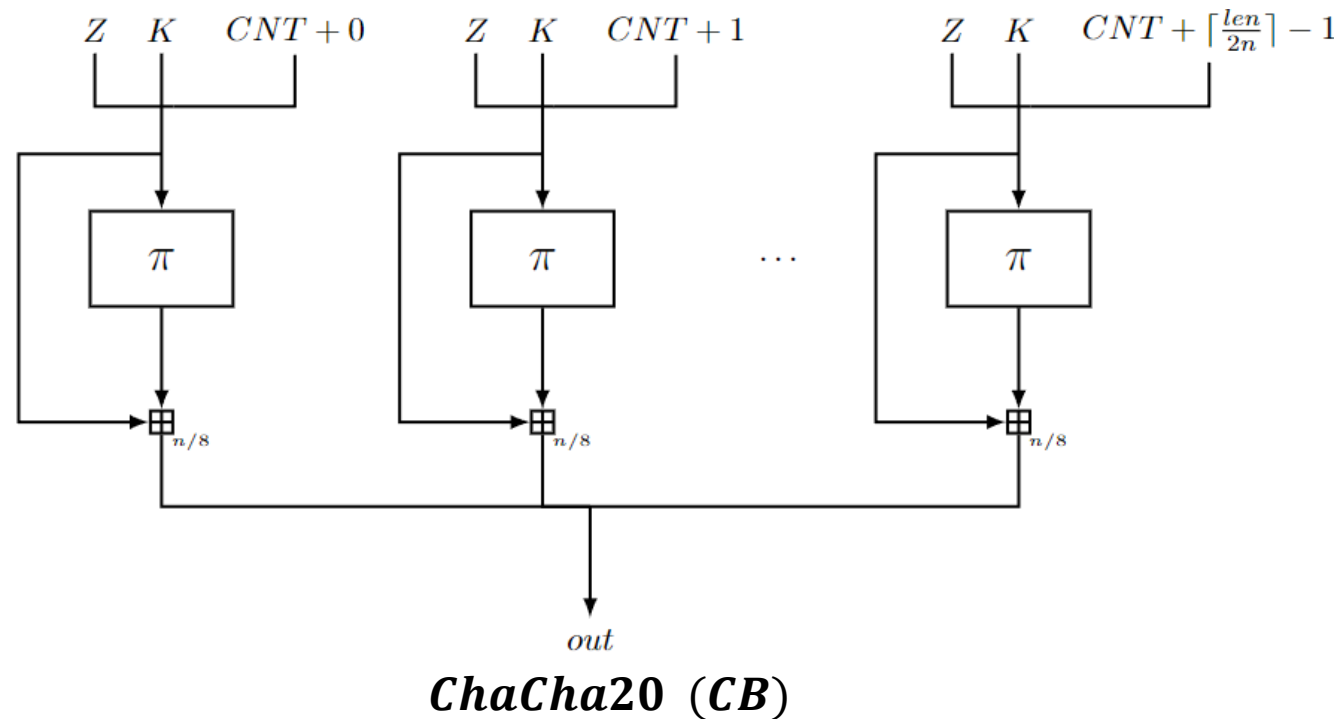 Z K CNT + 0 Z K CNT + 1 Z K CNT + ⌈len/2n⌉ − 1
π π ... π
n/8 n/8 n/8
out
ChaCha20 (CB)